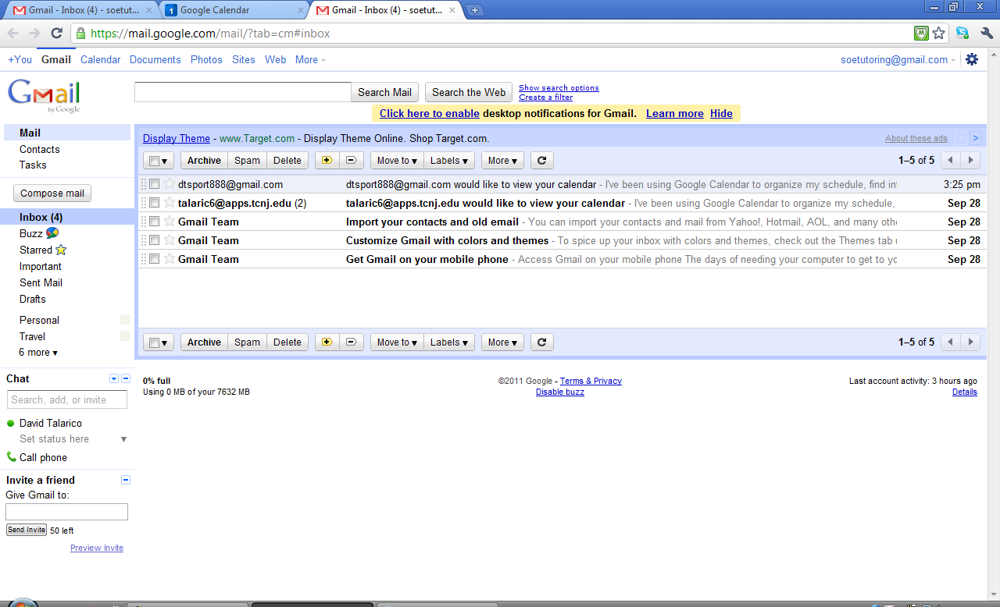 Gmail - Inbox (4) - soetut... Google Calendar Gmail - Inbox (4) - soetut...
https://mail.google.com/mail/?tab=cm#inbox
+You Gmail Calendar Documents Photos Sites Web More soetutoring@gmail.com
Gmail by Google
Search Mail Search the Web Show search options
Create a filter
Click here to enable desktop notifications for Gmail. Learn more Hide
Mail
Contacts
Tasks
Compose mail
Inbox (4)
Buzz
Starred
Important
Sent Mail
Drafts
Personal
Travel
6 more ▾
Chat
Search, add, or invite
David Talarico
Set status here
Call phone
Invite a friend
Give Gmail to:
Send Invite 50 left
Preview Invite
Display Theme - www.Target.com - Display Theme Online. Shop Target.com. About these ads < >
Archive Spam Delete Move to ▾ Labels ▾ More ▾ 1–5 of 5
dtsport888@gmail.com dtsport888@gmail.com would like to view your calendar - I've been using Google Calendar to organize my schedule, find int 3:25 pm
talaric6@apps.tcnj.edu (2) talaric6@apps.tcnj.edu would like to view your calendar - I've been using Google Calendar to organize my schedule, Sep 28
Gmail Team Import your contacts and old email - You can import your contacts and mail from Yahoo!, Hotmail, AOL, and many othe Sep 28
Gmail Team Customize Gmail with colors and themes - To spice up your inbox with colors and themes, check out the Themes tab Sep 28
Gmail Team Get Gmail on your mobile phone - Access Gmail on your mobile phone The days of needing your computer to get to yo Sep 28
Archive Spam Delete Move to ▾ Labels ▾ More ▾ 1–5 of 5
0% full
Using 0 MB of your 7632 MB
©2011 Google - Terms & Privacy
Disable buzz
Last account activity: 3 hours ago
Details